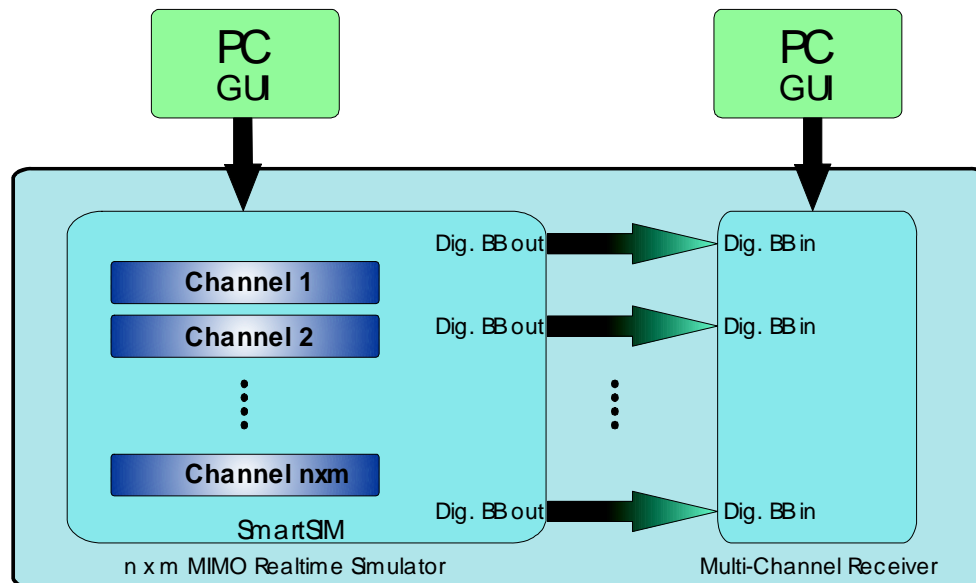 PC
GUI
PC
GUI
Dig. BB out
Dig. BB in
Channel 1
Channel 2
Dig. BB out
Dig. BB in
Channel nxm
Dig. BB out
Dig. BB in
SmartSIM
n x m MIMO Realtime Simulator
Multi-Channel Receiver